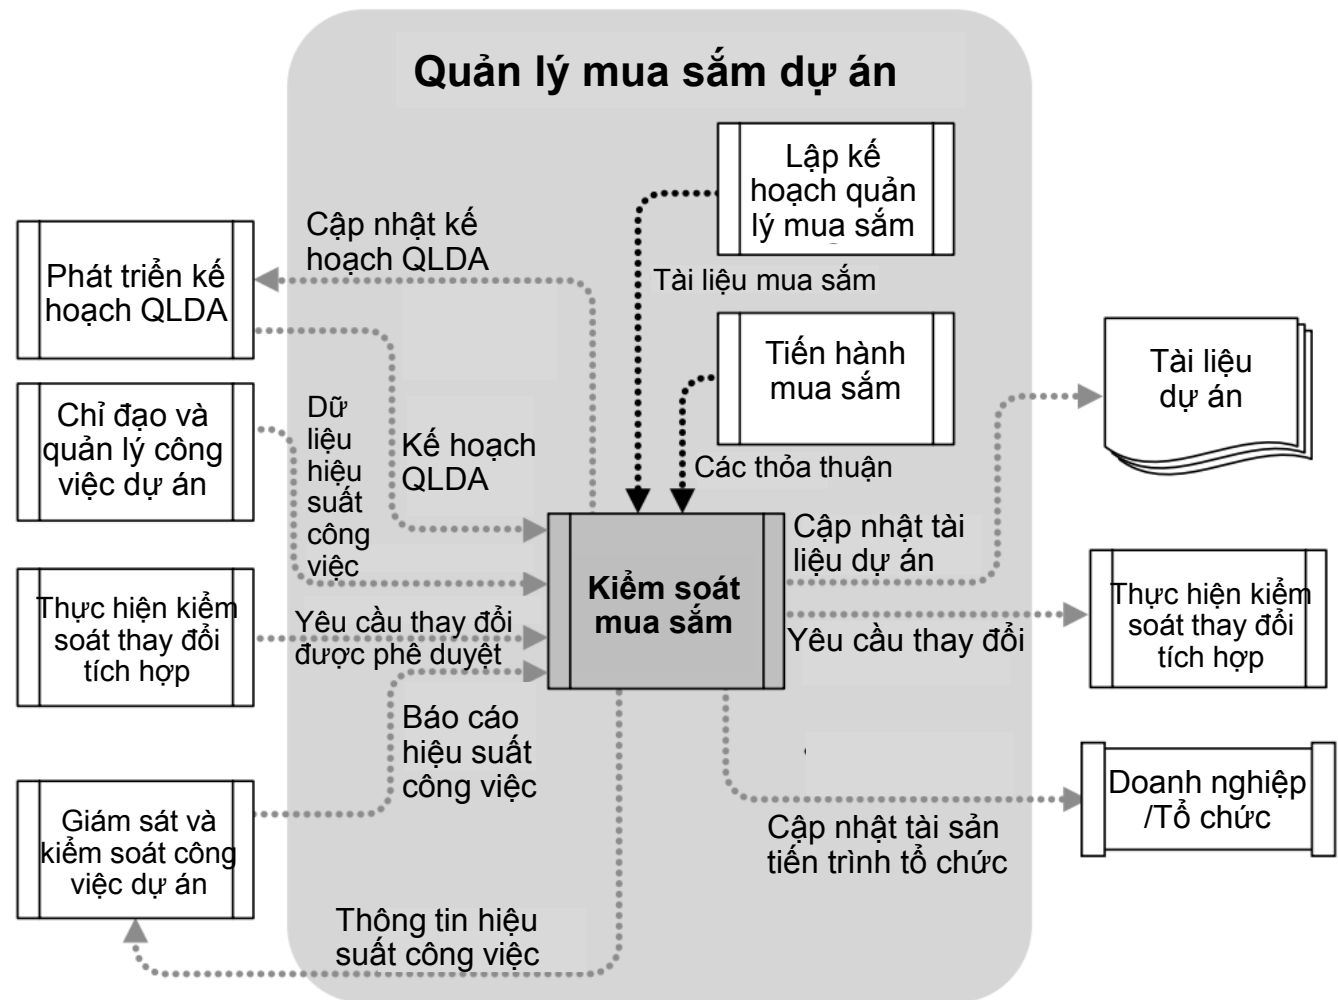 Quản lý mua sắm dự án
Lập kế
hoạch quản
lý mua sắm
Cập nhật kế
hoạch QLDA
Phát triển kế
hoạch QLDA
Tài liệu mua sắm
Tiến hành
mua sắm
Tài liệu
dự án
Chỉ đạo và
quản lý công
việc dự án
Dữ
liệu
hiệu
suất
công
việc
Kế hoạch
QLDA
Các thỏa thuận
Cập nhật tài
liệu dự án
Kiểm soát
mua sắm
Thực hiện kiểm
soát thay đổi
tích hợp
Yêu cầu thay đổi
được phê duyệt
Yêu cầu thay đổi
Thực hiện kiểm
soát thay đổi
tích hợp
Báo cáo
hiệu suất
công việc
Giám sát và
kiểm soát công
việc dự án
Doanh nghiệp
/Tổ chức
Cập nhật tài sản
tiến trình tổ chức
Thông tin hiệu
suất công việc